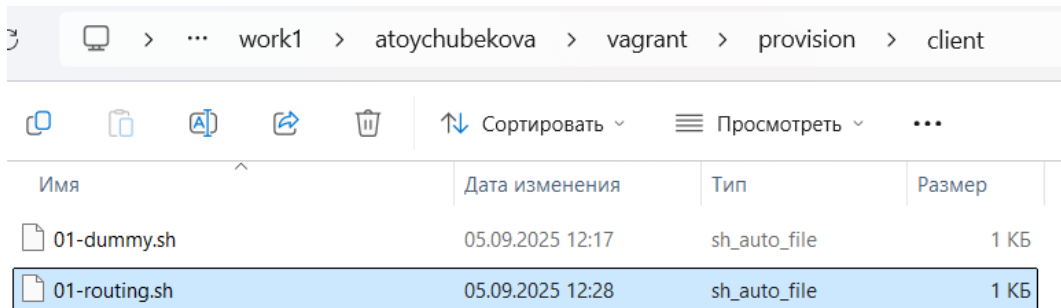 ··· work1 > atoychubekova > vagrant > provision > client
Сортировать Просмотреть ···
Имя Дата изменения Тип Размер
01-dummy.sh 05.09.2025 12:17 sh_auto_file 1 КБ
01-routing.sh 05.09.2025 12:28 sh_auto_file 1 КБ